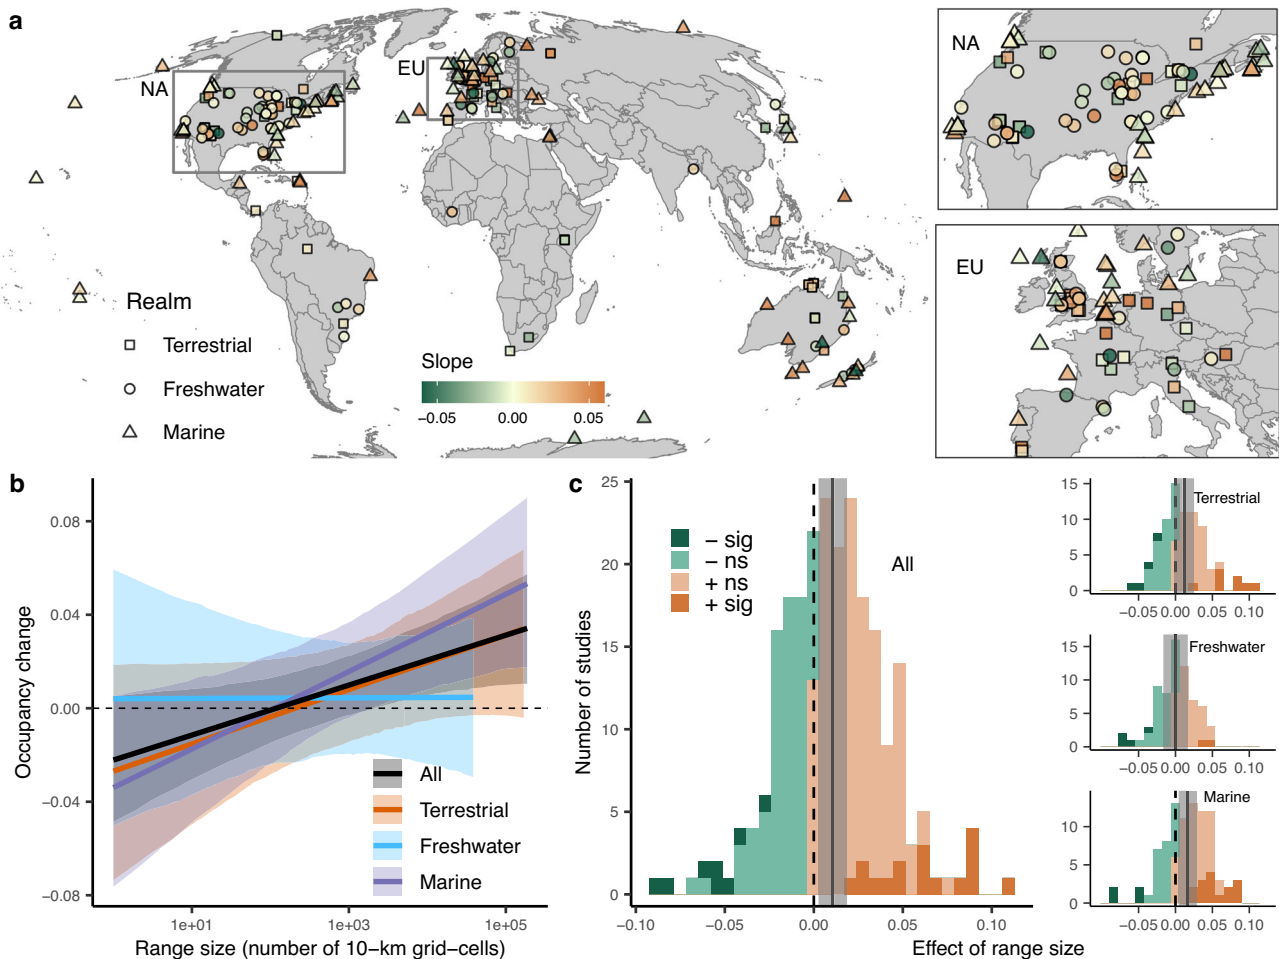 a
NA
EU
Realm
Terrestrial
Freshwater
Marine
Slope
−0.05
0.00
0.05
NA
EU
b
0.08
0.04
0.00
−0.04
−0.08
Occupancy change
1e+01
1e+03
1e+05
Range size (number of 10−km grid−cells)
All
Terrestrial
Freshwater
Marine
c
25
20
15
10
5
0
Number of studies
− sig
− ns
+ ns
+ sig
All
−0.10
−0.05
0.00
0.05
0.10
Effect of range size
15
10
5
0
Terrestrial
−0.05
0.00
0.05
0.10
15
10
5
0
Freshwater
−0.05
0.00
0.05
0.10
10
5
0
Marine
−0.05
0.00
0.05
0.10